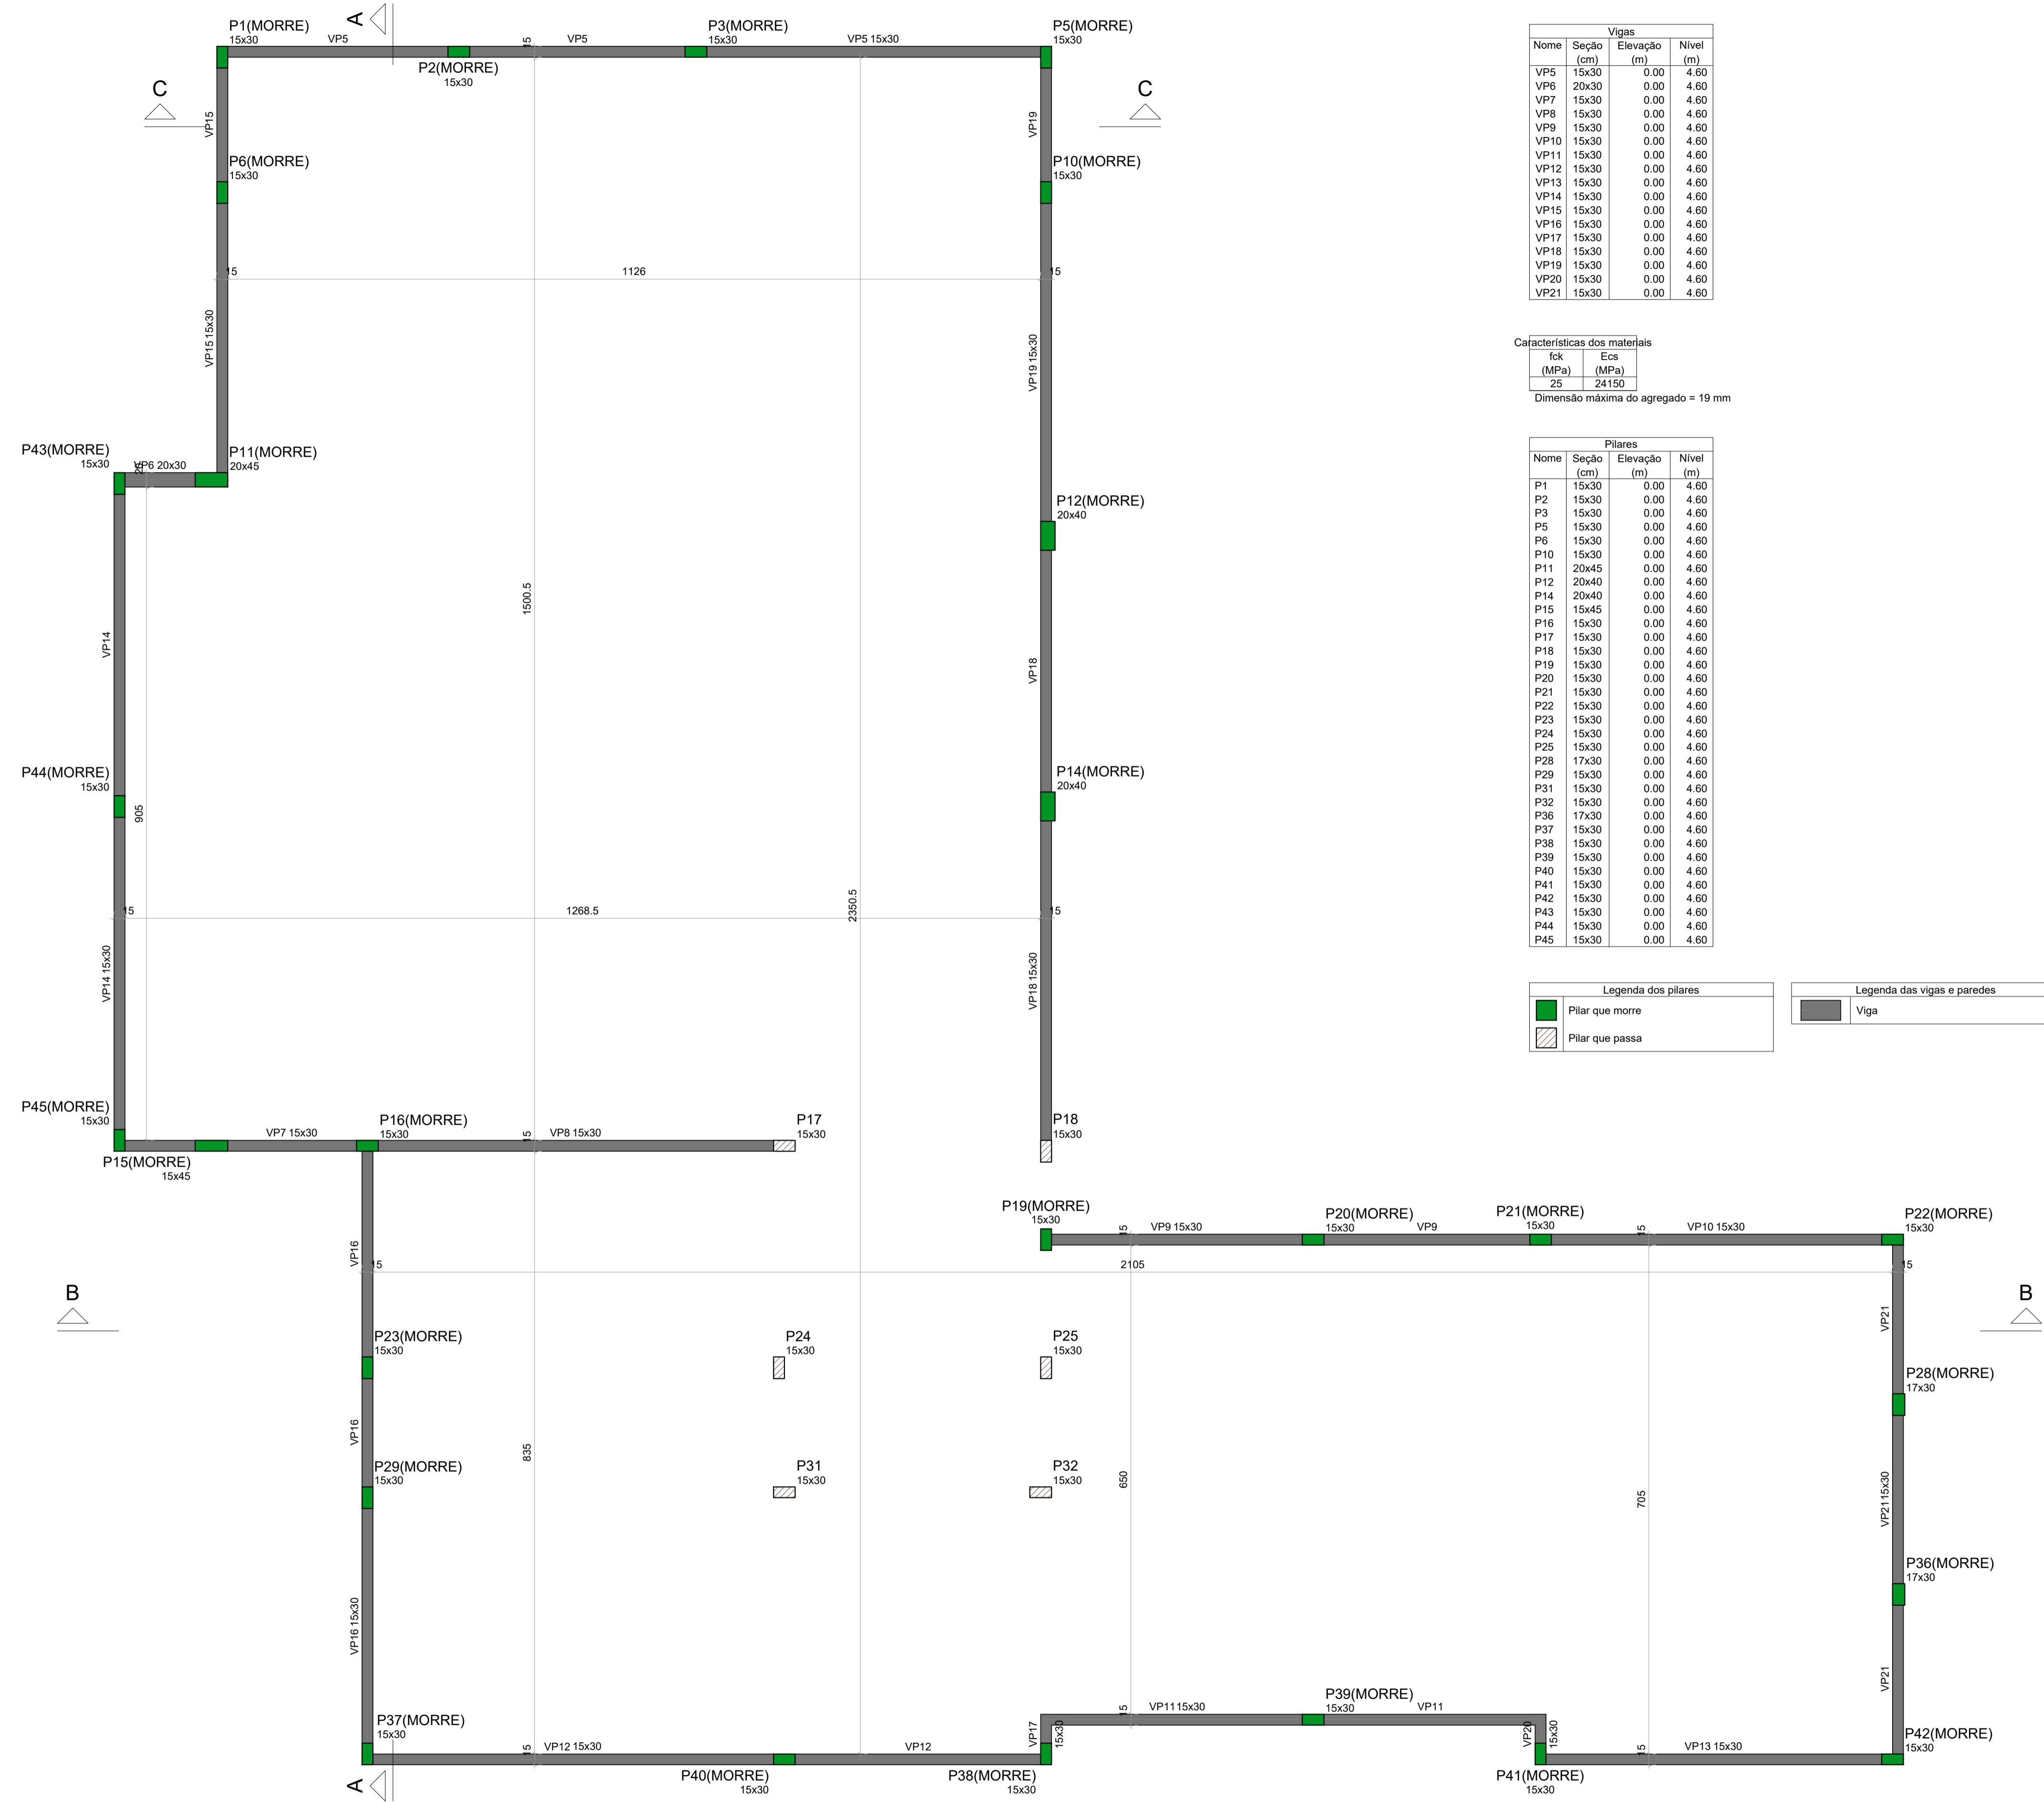 A
P1(MORRE)
15x30
VP5
P2(MORRE)
15x30
15
VP5
P3(MORRE)
15x30
VP5 15x30
P5(MORRE)
15x30
C
C
VP15
VP19
P6(MORRE)
15x30
P10(MORRE)
15x30
15
1126
15
VP15 15x30
VP19 15x30
P43(MORRE)
15x30
VP6 20x30
20
P11(MORRE)
20x45
P12(MORRE)
20x40
1500.5
VP14
VP18
P44(MORRE)
15x30
905
P14(MORRE)
20x40
15
1268.5
2350.5
15
VP14 15x30
VP18 15x30
P45(MORRE)
15x30
P15(MORRE)
15x45
VP7 15x30
P16(MORRE)
15x30
15
VP8 15x30
P17
15x30
P18
15x30
P19(MORRE)
15x30
15
VP9 15x30
P20(MORRE)
15x30
VP9
P21(MORRE)
15x30
15
VP10 15x30
P22(MORRE)
15x30
VP16
15
2105
15
B
B
VP21
P23(MORRE)
15x30
P24
15x30
P25
15x30
P28(MORRE)
17x30
VP16
835
650
705
P29(MORRE)
15x30
P31
15x30
P32
15x30
VP21 15x30
P36(MORRE)
17x30
VP16 15x30
VP21
P37(MORRE)
15x30
VP12 15x30
15
VP12
VP17
15x30
15
VP11 15x30
P39(MORRE)
15x30
VP11
VP20
15x30
15
VP13 15x30
P42(MORRE)
15x30
A
P40(MORRE)
15x30
P38(MORRE)
15x30
P41(MORRE)
15x30
Vigas
Nome Seção Elevação Nível
(cm) (m) (m)
VP5 15x30 0.00 4.60
VP6 20x30 0.00 4.60
VP7 15x30 0.00 4.60
VP8 15x30 0.00 4.60
VP9 15x30 0.00 4.60
VP10 15x30 0.00 4.60
VP11 15x30 0.00 4.60
VP12 15x30 0.00 4.60
VP13 15x30 0.00 4.60
VP14 15x30 0.00 4.60
VP15 15x30 0.00 4.60
VP16 15x30 0.00 4.60
VP17 15x30 0.00 4.60
VP18 15x30 0.00 4.60
VP19 15x30 0.00 4.60
VP20 15x30 0.00 4.60
VP21 15x30 0.00 4.60
Características dos materiais
fck Ecs
(MPa) (MPa)
25 24150
Dimensão máxima do agregado = 19 mm
Pilares
Nome Seção Elevação Nível
(cm) (m) (m)
P1 15x30 0.00 4.60
P2 15x30 0.00 4.60
P3 15x30 0.00 4.60
P5 15x30 0.00 4.60
P6 15x30 0.00 4.60
P10 15x30 0.00 4.60
P11 20x45 0.00 4.60
P12 20x40 0.00 4.60
P14 20x40 0.00 4.60
P15 15x45 0.00 4.60
P16 15x30 0.00 4.60
P17 15x30 0.00 4.60
P18 15x30 0.00 4.60
P19 15x30 0.00 4.60
P20 15x30 0.00 4.60
P21 15x30 0.00 4.60
P22 15x30 0.00 4.60
P23 15x30 0.00 4.60
P24 15x30 0.00 4.60
P25 15x30 0.00 4.60
P28 17x30 0.00 4.60
P29 15x30 0.00 4.60
P31 15x30 0.00 4.60
P32 15x30 0.00 4.60
P36 17x30 0.00 4.60
P37 15x30 0.00 4.60
P38 15x30 0.00 4.60
P39 15x30 0.00 4.60
P40 15x30 0.00 4.60
P41 15x30 0.00 4.60
P42 15x30 0.00 4.60
P43 15x30 0.00 4.60
P44 15x30 0.00 4.60
P45 15x30 0.00 4.60
Legenda dos pilares
Pilar que morre
Pilar que passa
Legenda das vigas e paredes
Viga